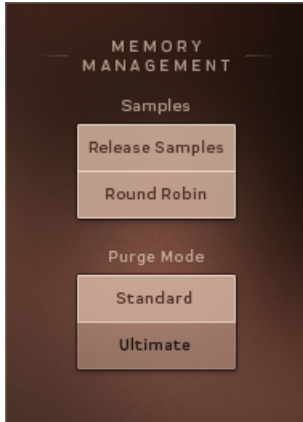 MEMORY
MANAGEMENT
Samples
Release Samples
Round Robin
Purge Mode
Standard
Ultimate